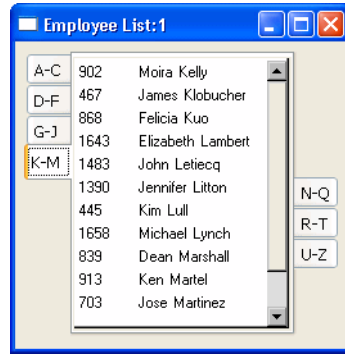 Employee List:1
A-C
D-F
G-J
K-M
902 Moira Kelly
467 James Klobucher
868 Felicia Kuo
1643 Elizabeth Lambert
1483 John Letiecq
1390 Jennifer Litton
445 Kim Lull
1658 Michael Lynch
839 Dean Marshall
913 Ken Martel
703 Jose Martinez
N-Q
R-T
U-Z